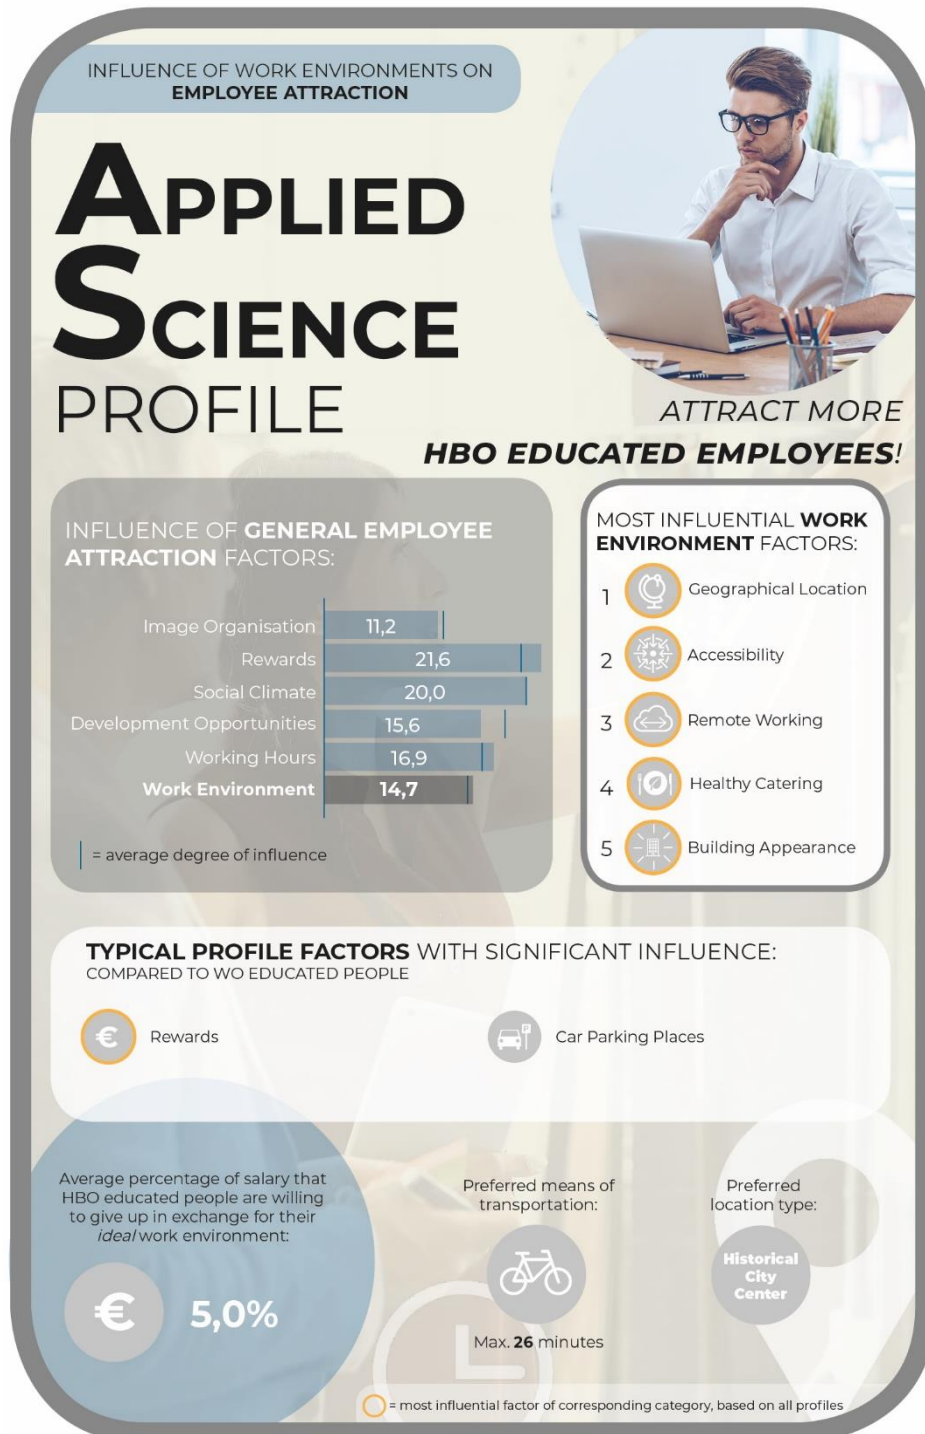 INFLUENCE OF WORK ENVIRONMENTS ON
EMPLOYEE ATTRACTION
APPLIED
SCIENCE
PROFILE
ATTRACT MORE
HBO EDUCATED EMPLOYEES!
INFLUENCE OF GENERAL EMPLOYEE
ATTRACTION FACTORS:
Image Organisation 11,2
Rewards 21,6
Social Climate 20,0
Development Opportunities 15,6
Working Hours 16,9
Work Environment 14,7
= average degree of influence
MOST INFLUENTIAL WORK
ENVIRONMENT FACTORS:
1 Geographical Location
2 Accessibility
3 Remote Working
4 Healthy Catering
5 Building Appearance
TYPICAL PROFILE FACTORS WITH SIGNIFICANT INFLUENCE:
COMPARED TO WO EDUCATED PEOPLE
€ Rewards
P Car Parking Places
Average percentage of salary that
HBO educated people are willing
to give up in exchange for their
ideal work environment:
€ 5,0%
Preferred means of
transportation:
Max. 26 minutes
Preferred
location type:
Historical
City
Center
= most influential factor of corresponding category, based on all profiles